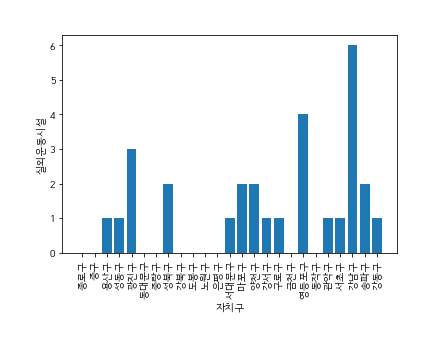 실외운동시설
6
5
4
3
2
1
0
종로구
중구
용산구
성동구
광진구
동대문구
중랑구
성북구
강북구
도봉구
노원구
은평구
서대문구
마포구
양천구
강서구
구로구
금천구
영등포구
동작구
관악구
서초구
강남구
송파구
강동구
자치구